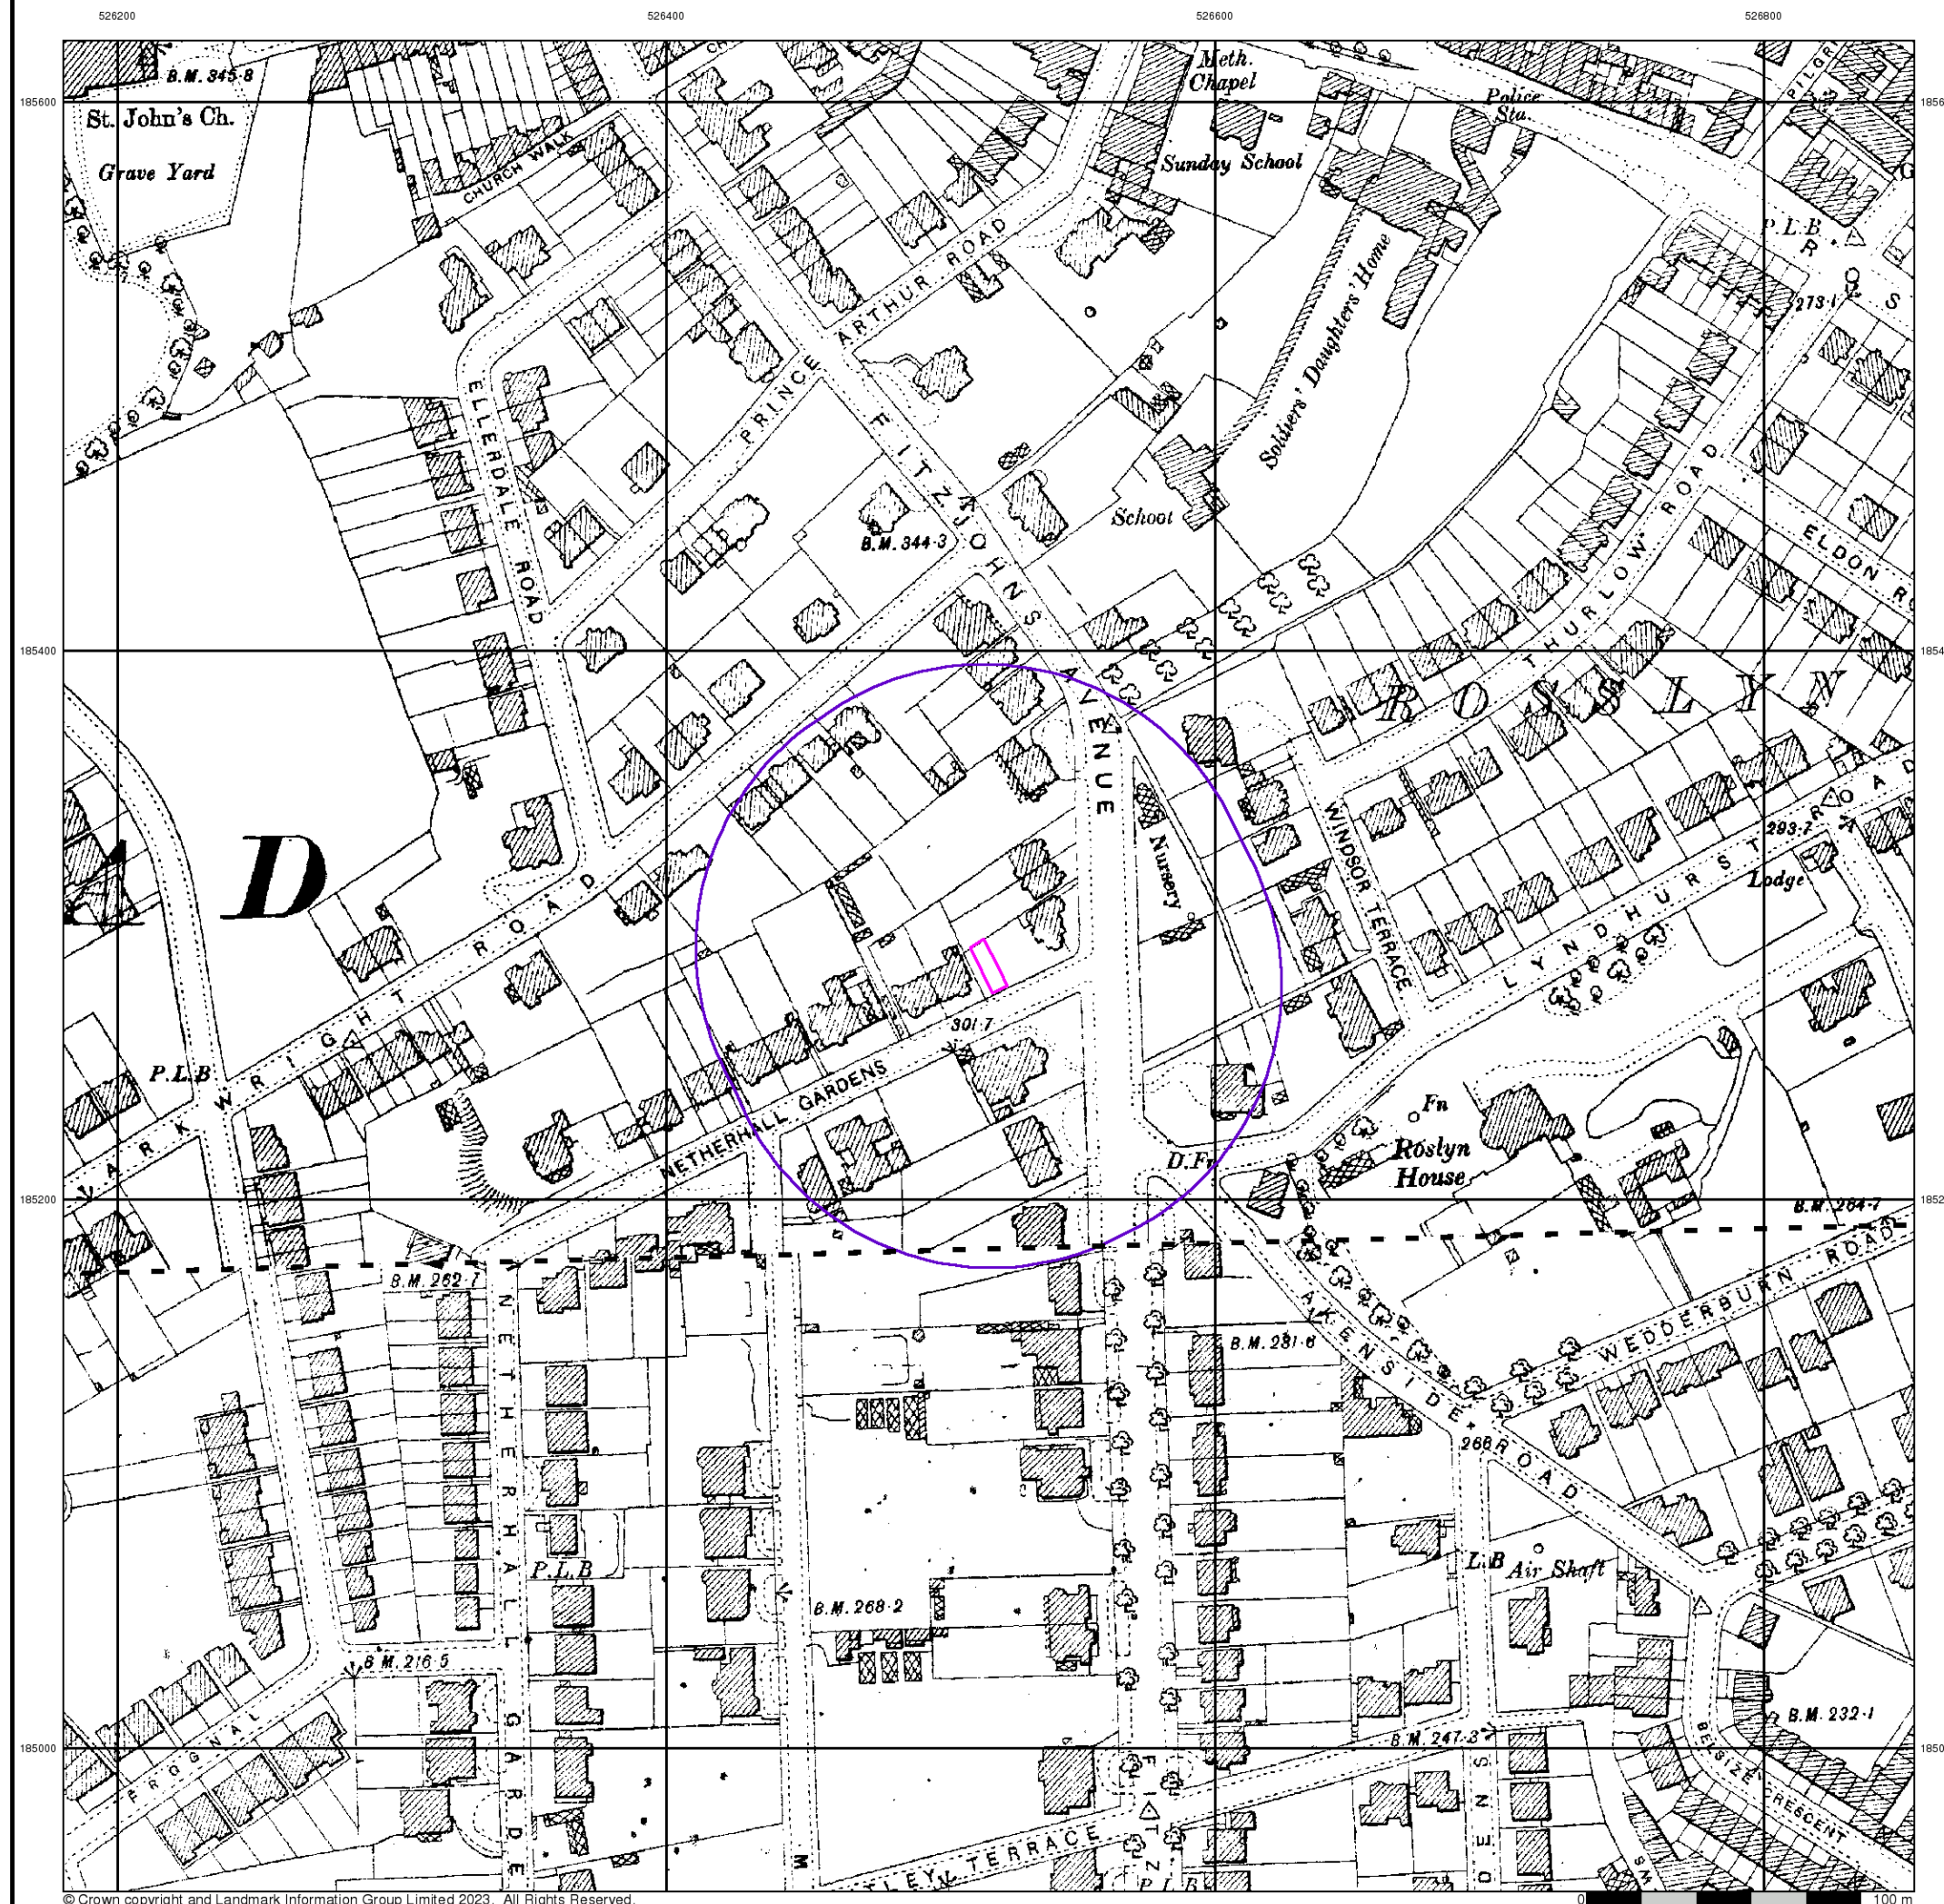 526200 526400 526600 526800
B.M. 345·8
Meth.
Chapel
185600
St. John's Ch.
Police
Sta.
Grave Yard
CHURCH WALK
Sunday School
P.L.B
273·1
ARTHUR ROAD
PRINCE
Soldiers' Daughters' Home
ELLERDALE ROAD
FITZJOHNS AVENUE
School
B.M. 344·3
THURLOW ROAD
ELDON
185400
ROSSLYN
WINDSOR TERRACE
Nursery
293·7
Lodge
D
LYNDHURST ROAD
ARKWRIGHT ROAD
301·7
P.L.B
NETHERHALL GARDENS
Fn
Roslyn
House
D.Fn
185200
B.M. 264·7
B.M. 262·7
NETHERHALL GARDE
AKENSIDE ROAD
WEDDERBURN ROAD
B.M. 281·6
266
P.L.B
L.B
Air Shaft
B.M. 268·2
B.M. 216·5
FROGNAL
B.M. 247·3
B.M. 232·1
185000
BELSIZE CRESCENT
TLEY TERRACE
FITZ
P.L.B
M
© Crown copyright and Landmark Information Group Limited 2023. All Rights Reserved.
0 100 m